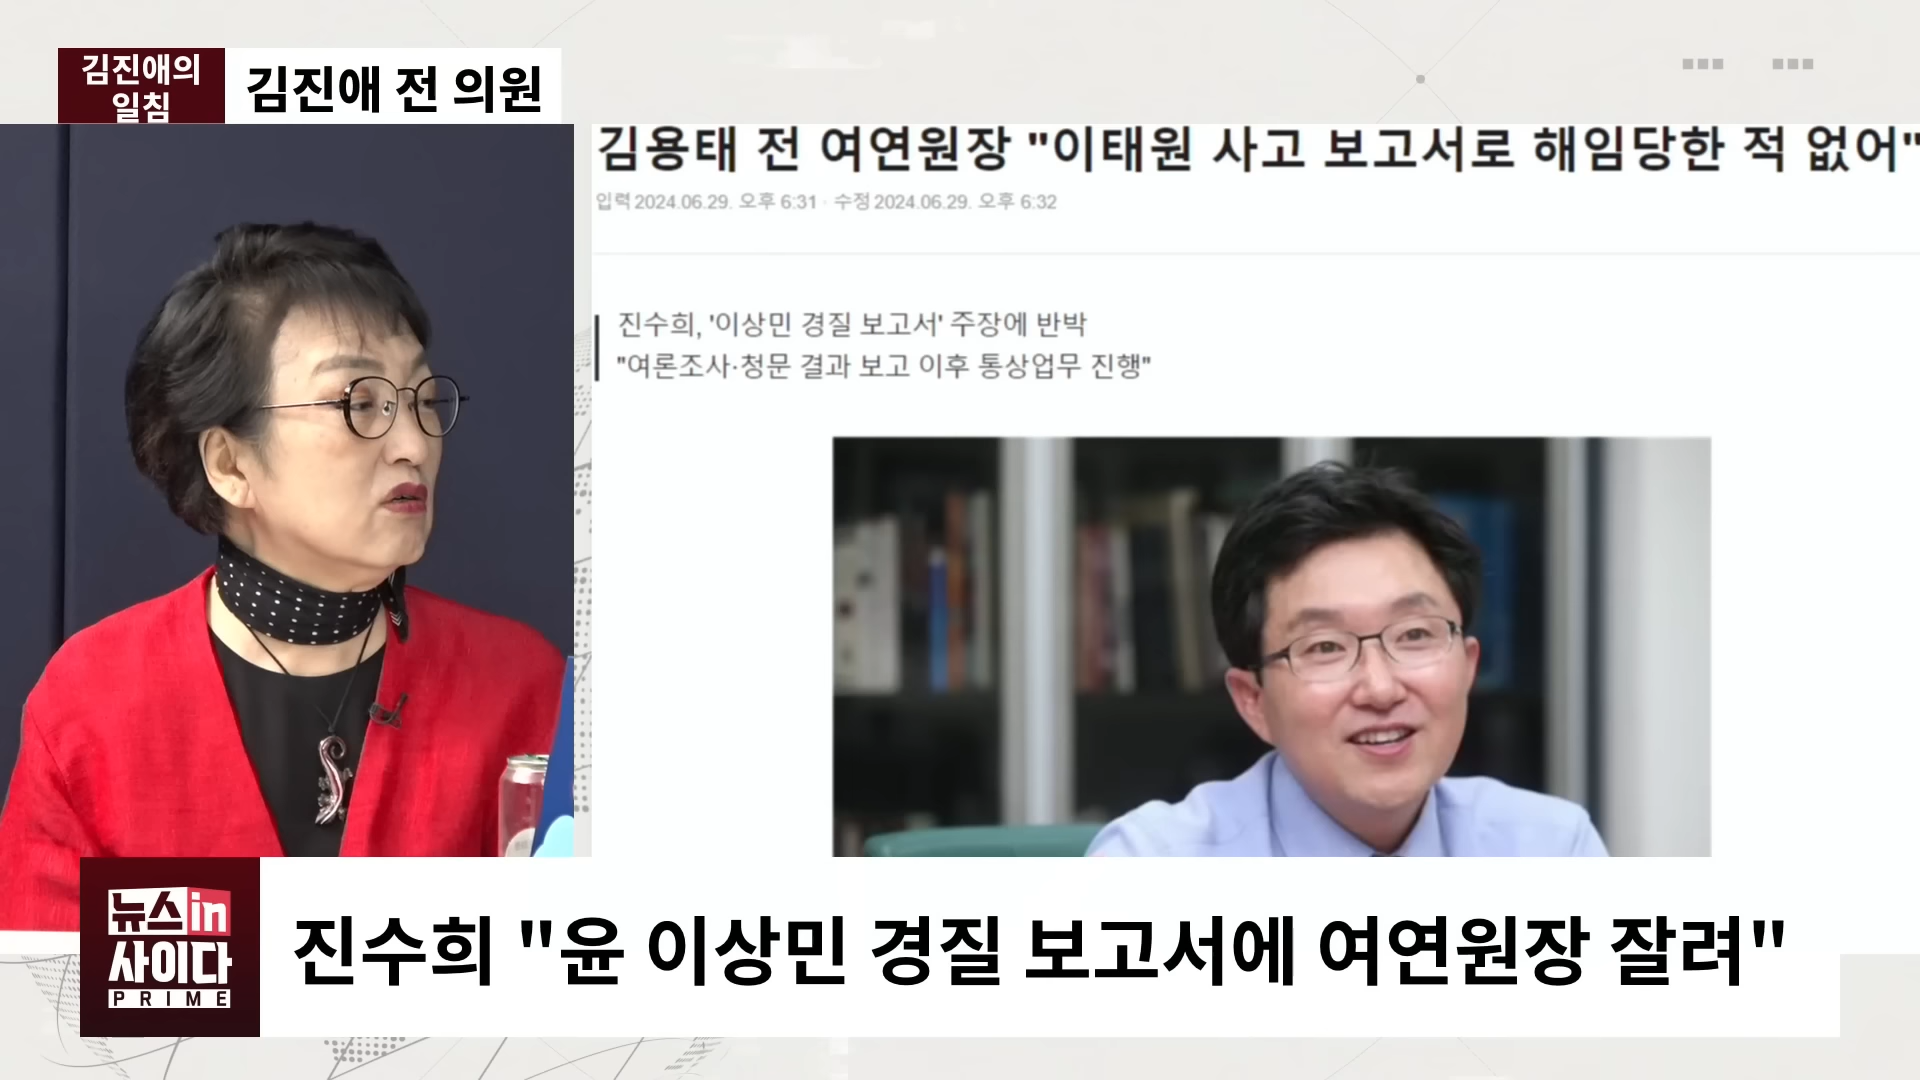 김진애의
일침
김진애 전 의원
김용태 전 여연원장 "이태원 사고 보고서로 해임당한 적 없어"
입력 2024.06.29. 오후 6:31 · 수정 2024.06.29. 오후 6:32
진수희, '이상민 경질 보고서' 주장에 반박
"여론조사·청문 결과 보고 이후 통상업무 진행"
뉴스in
사이다
PRIME
진수희 "윤 이상민 경질 보고서에 여연원장 잘려"